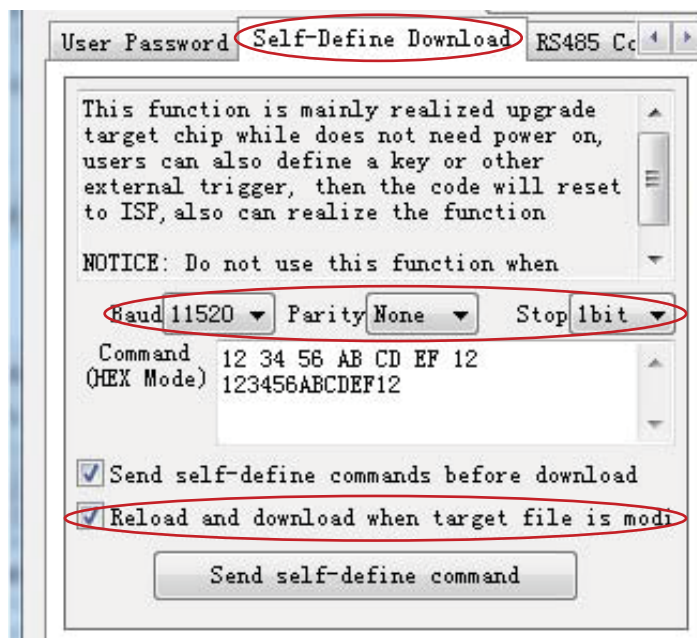 User Password Self-Define Download RS485 Co
This function is mainly realized upgrade
target chip while does not need power on,
users can also define a key or other
external trigger, then the code will reset
to ISP, also can realize the function
NOTICE: Do not use this function when
Baud 11520 Parity None Stop 1bit
Command
(HEX Mode)
12 34 56 AB CD EF 12
123456ABCDEF12
Send self-define commands before download
Reload and download when target file is modi
Send self-define command